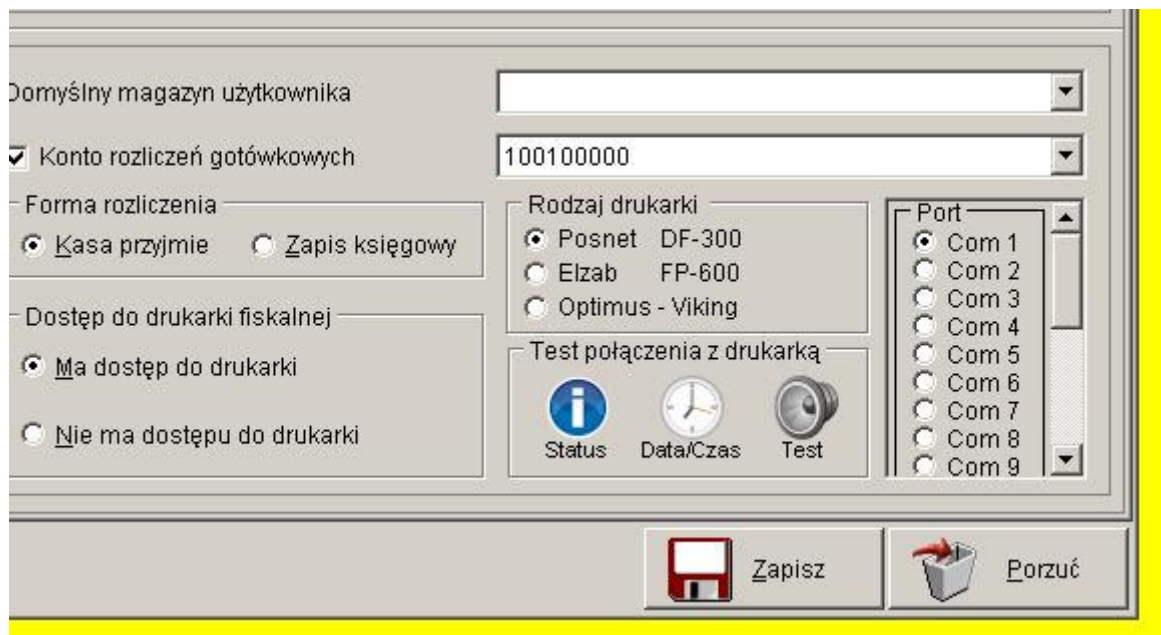 Domyślny magazyn użytkownika
Konto rozliczeń gotówkowych 100100000
Forma rozliczenia
Kasa przyjmie Zapis księgowy
Dostęp do drukarki fiskalnej
Ma dostęp do drukarki
Nie ma dostępu do drukarki
Rodzaj drukarki
Posnet DF-300
Elzab FP-600
Optimus - Viking
Test połączenia z drukarką
Status Data/Czas Test
Port
Com 1
Com 2
Com 3
Com 4
Com 5
Com 6
Com 7
Com 8
Com 9
Zapisz Porzuć